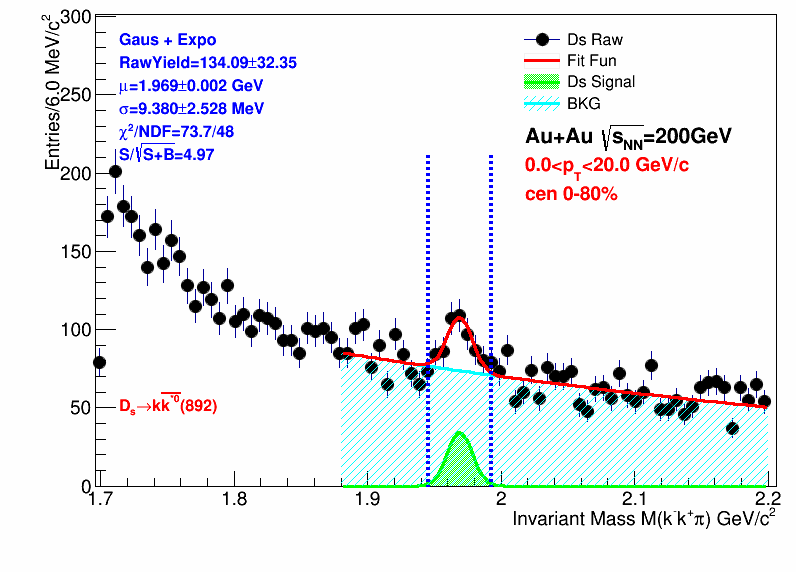 Gaus + Expo
RawYield=134.09±32.35
μ=1.969±0.002 GeV
σ=9.380±2.528 MeV
χ²/NDF=73.7/48
S/√S+B=4.97
Ds Raw
Fit Fun
Ds Signal
BKG
Au+Au √sNN=200GeV
0.0<pT<20.0 GeV/c
cen 0-80%
Ds→kk*0(892)
Entries/6.0 MeV/c²
300
250
200
150
100
50
0
1.7 1.8 1.9 2 2.1 2.2
Invariant Mass M(k⁻k⁺π) GeV/c²